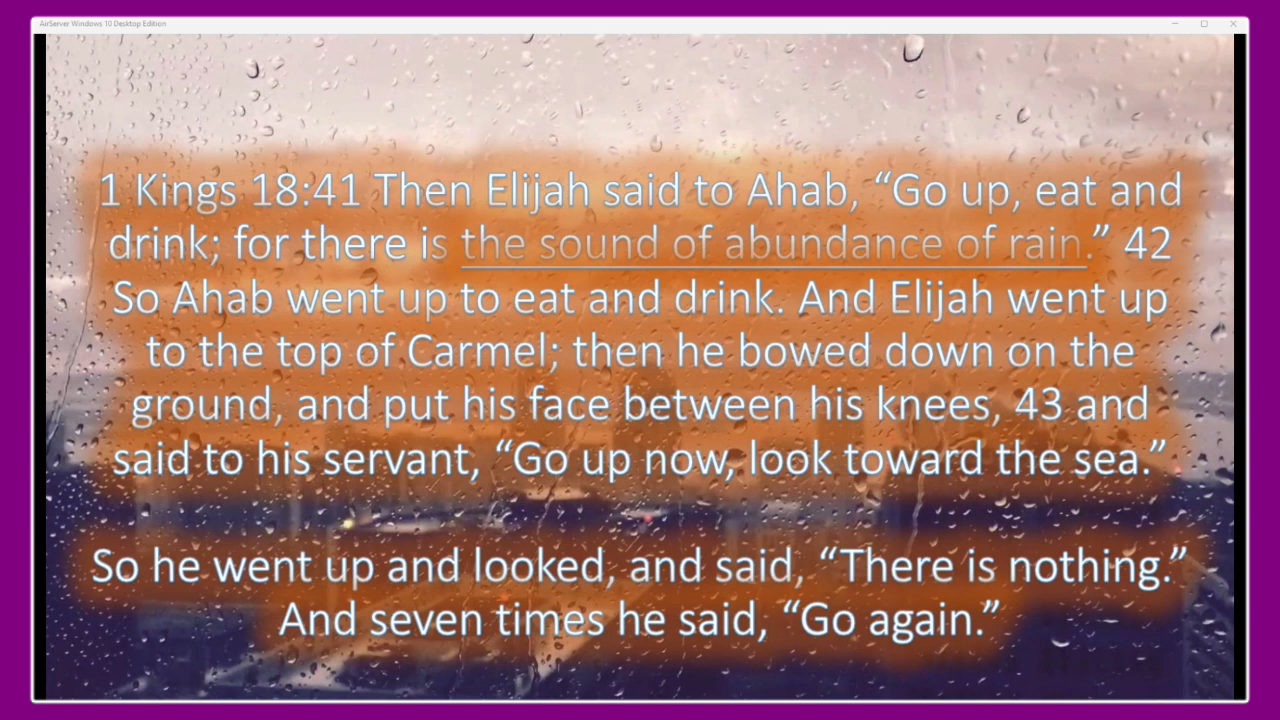 AirServer Windows 10 Desktop Edition
1 Kings 18:41 Then Elijah said to Ahab, “Go up, eat and
drink; for there is the sound of abundance of rain.” 42
So Ahab went up to eat and drink. And Elijah went up
to the top of Carmel; then he bowed down on the
ground, and put his face between his knees, 43 and
said to his servant, “Go up now, look toward the sea.”
So he went up and looked, and said, “There is nothing.”
And seven times he said, “Go again.”